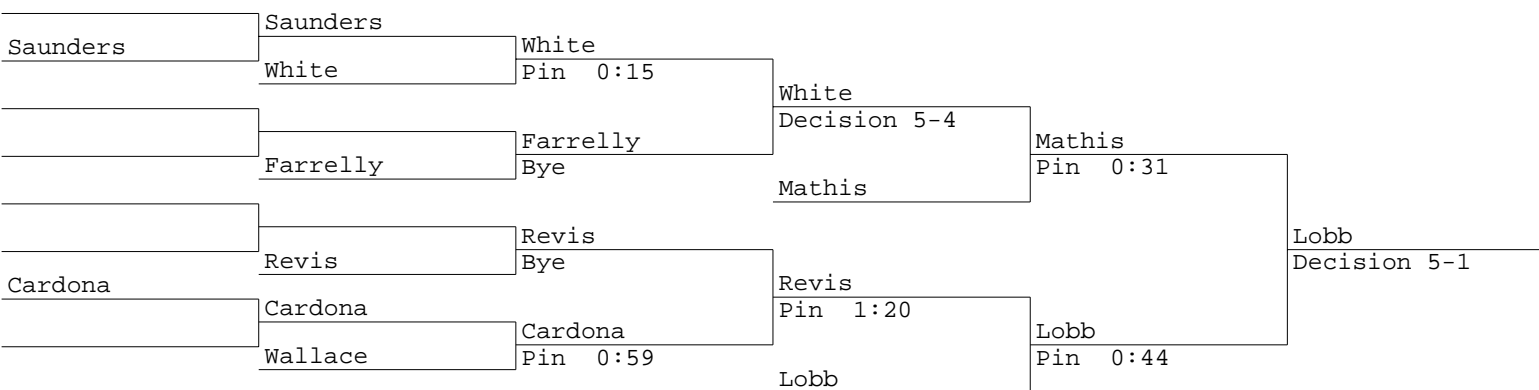 Saunders
Saunders
White
White
Pin 0:15
White
Decision 5-4
Farrelly
Farrelly
Bye
Mathis
Mathis
Pin 0:31
Revis
Revis
Bye
Lobb
Decision 5-1
Cardona
Cardona
Wallace
Cardona
Pin 0:59
Revis
Pin 1:20
Lobb
Lobb
Pin 0:44